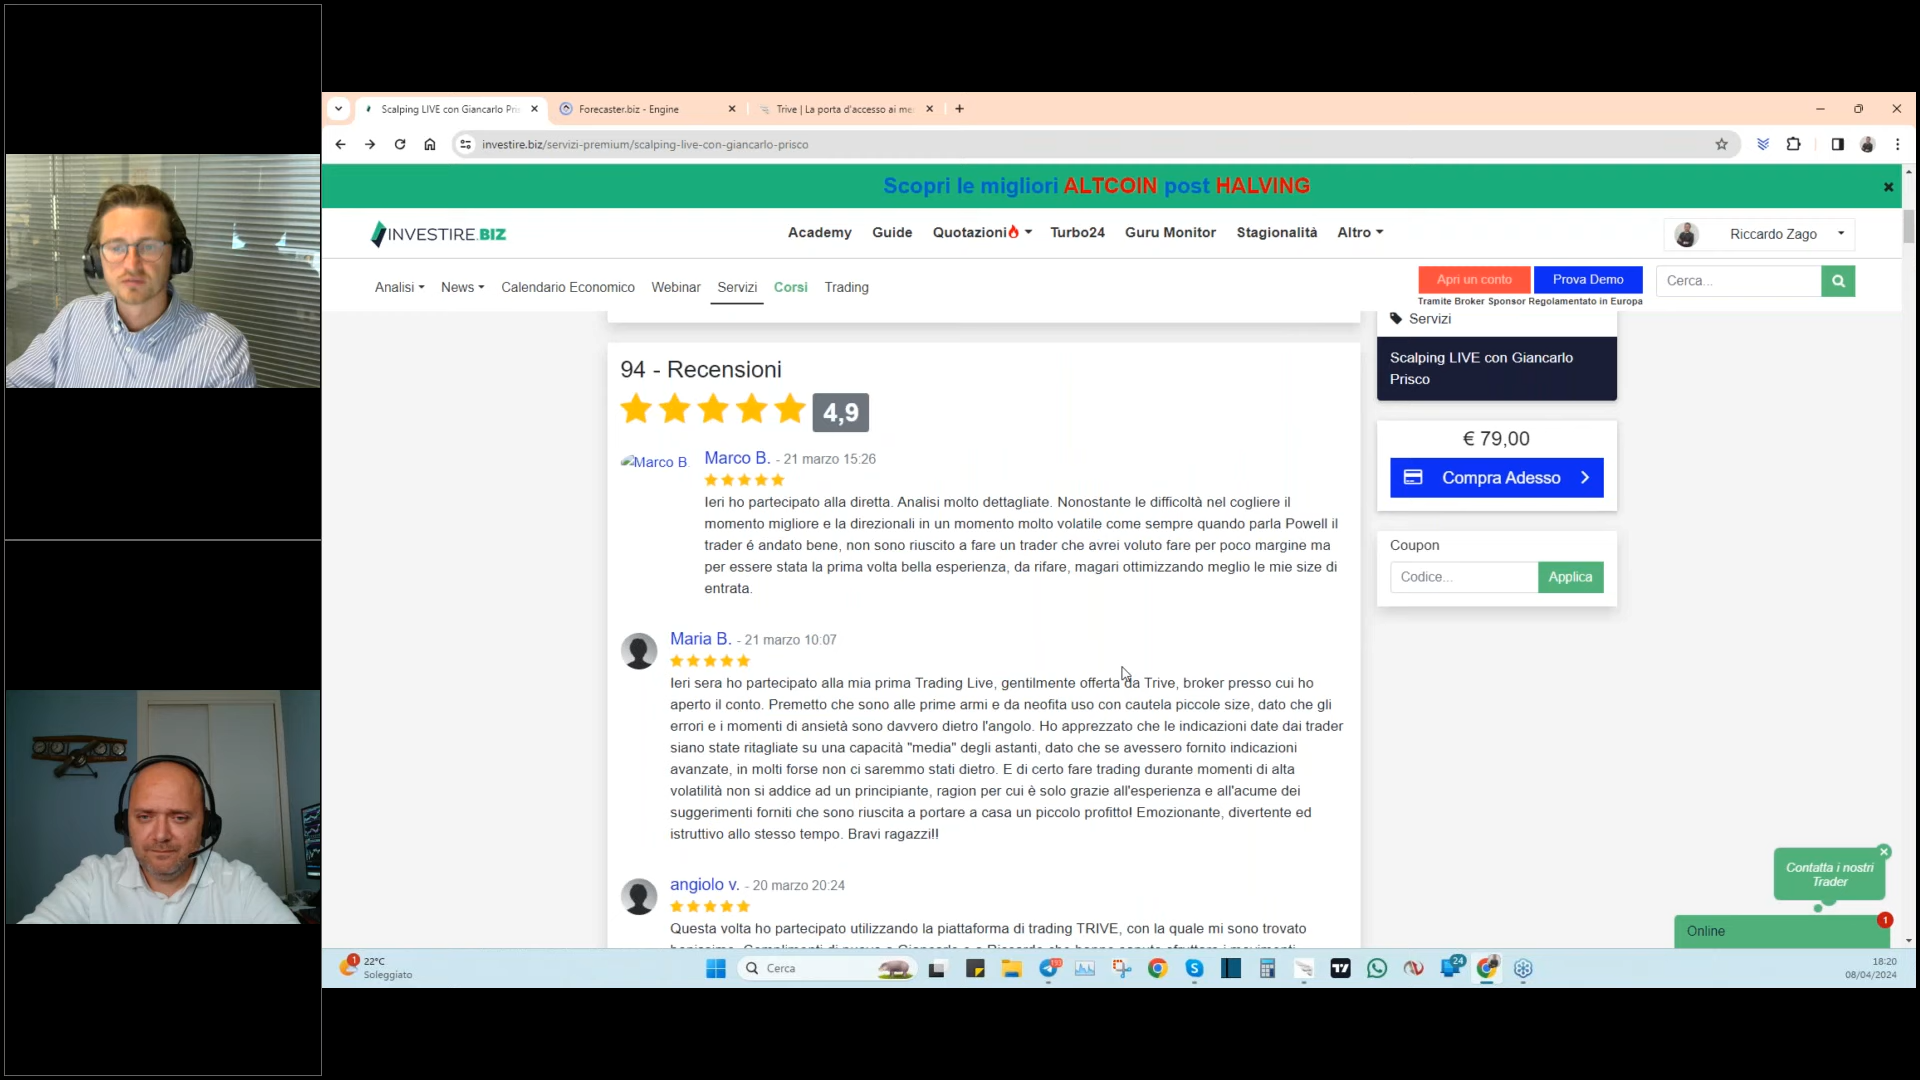 Scalping LIVE con Giancarlo Pris
Forecaster.biz - Engine
Trive | La porta d'accesso ai me
investire.biz/servizi-premium/scalping-live-con-giancarlo-prisco
Scopri le migliori ALTCOIN post HALVING
INVESTIRE.BIZ
Academy
Guide
Quotazioni
Turbo24
Guru Monitor
Stagionalità
Altro
Riccardo Zago
Analisi
News
Calendario Economico
Webinar
Servizi
Corsi
Trading
Apri un conto
Prova Demo
Cerca...
Tramite Broker Sponsor Regolamentato in Europa
Servizi
Scalping LIVE con Giancarlo
Prisco
€ 79,00
Compra Adesso
Coupon
Codice...
Applica
94 - Recensioni
4,9
Marco B.
Marco B. - 21 marzo 15:26
Ieri ho partecipato alla diretta. Analisi molto dettagliate. Nonostante le difficoltà nel cogliere il
momento migliore e la direzionali in un momento molto volatile come sempre quando parla Powell il
trader é andato bene, non sono riuscito a fare un trader che avrei voluto fare per poco margine ma
per essere stata la prima volta bella esperienza, da rifare, magari ottimizzando meglio le mie size di
entrata.
Maria B. - 21 marzo 10:07
Ieri sera ho partecipato alla mia prima Trading Live, gentilmente offerta da Trive, broker presso cui ho
aperto il conto. Premetto che sono alle prime armi e da neofita uso con cautela piccole size, dato che gli
errori e i momenti di ansietà sono davvero dietro l'angolo. Ho apprezzato che le indicazioni date dai trader
siano state ritagliate su una capacità "media" degli astanti, dato che se avessero fornito indicazioni
avanzate, in molti forse non ci saremmo stati dietro. E di certo fare trading durante momenti di alta
volatilità non si addice ad un principiante, ragion per cui è solo grazie all'esperienza e all'acume dei
suggerimenti forniti che sono riuscita a portare a casa un piccolo profitto! Emozionante, divertente ed
istruttivo allo stesso tempo. Bravi ragazzi!!
angiolo v. - 20 marzo 20:24
Questa volta ho partecipato utilizzando la piattaforma di trading TRIVE, con la quale mi sono trovato
Contatta i nostri
Trader
Online
1
1
22°C
Soleggiato
Cerca
24
18:20
08/04/2024